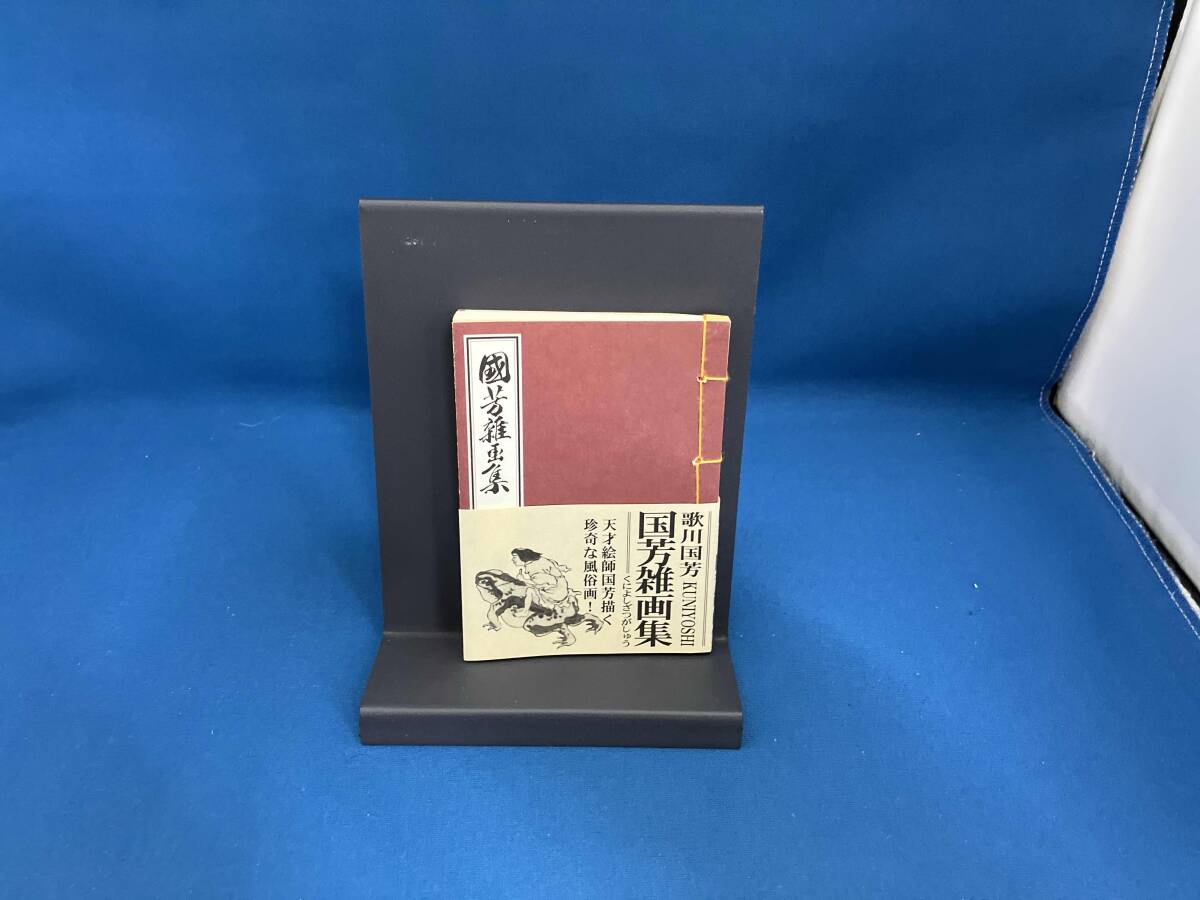 國芳雜画集
歌川国芳 KUNIYOSHI
国芳雑画集
くによしざつがしゅう
天才絵師国芳描く
珍奇な風俗画!